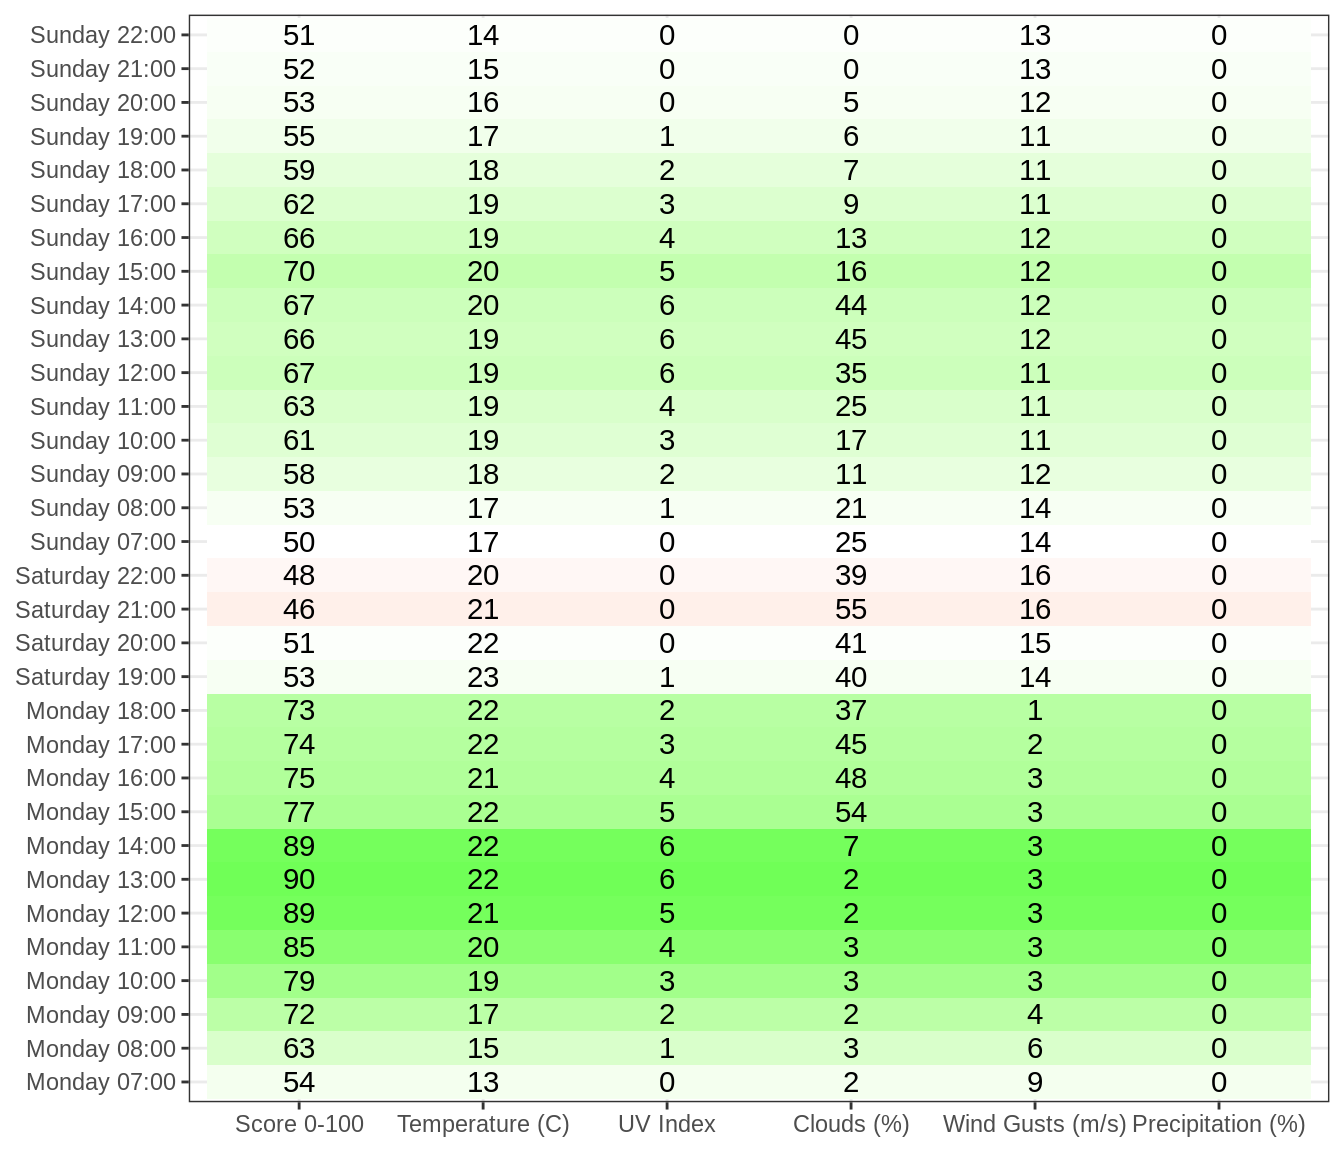 Sunday 22:00 51 14 0 0 13 0
Sunday 21:00 52 15 0 0 13 0
Sunday 20:00 53 16 0 5 12 0
Sunday 19:00 55 17 1 6 11 0
Sunday 18:00 59 18 2 7 11 0
Sunday 17:00 62 19 3 9 11 0
Sunday 16:00 66 19 4 13 12 0
Sunday 15:00 70 20 5 16 12 0
Sunday 14:00 67 20 6 44 12 0
Sunday 13:00 66 19 6 45 12 0
Sunday 12:00 67 19 6 35 11 0
Sunday 11:00 63 19 4 25 11 0
Sunday 10:00 61 19 3 17 11 0
Sunday 09:00 58 18 2 11 12 0
Sunday 08:00 53 17 1 21 14 0
Sunday 07:00 50 17 0 25 14 0
Saturday 22:00 48 20 0 39 16 0
Saturday 21:00 46 21 0 55 16 0
Saturday 20:00 51 22 0 41 15 0
Saturday 19:00 53 23 1 40 14 0
Monday 18:00 73 22 2 37 1 0
Monday 17:00 74 22 3 45 2 0
Monday 16:00 75 21 4 48 3 0
Monday 15:00 77 22 5 54 3 0
Monday 14:00 89 22 6 7 3 0
Monday 13:00 90 22 6 2 3 0
Monday 12:00 89 21 5 2 3 0
Monday 11:00 85 20 4 3 3 0
Monday 10:00 79 19 3 3 3 0
Monday 09:00 72 17 2 2 4 0
Monday 08:00 63 15 1 3 6 0
Monday 07:00 54 13 0 2 9 0
Score 0-100 Temperature (C) UV Index Clouds (%) Wind Gusts (m/s) Precipitation (%)